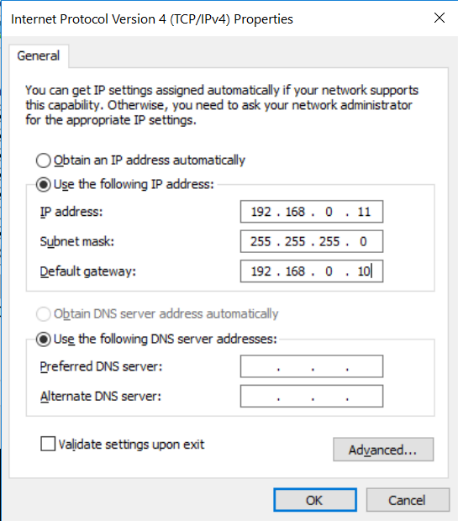 Internet Protocol Version 4 (TCP/IPv4) Properties
General
You can get IP settings assigned automatically if your network supports
this capability. Otherwise, you need to ask your network administrator
for the appropriate IP settings.
Obtain an IP address automatically
Use the following IP address:
IP address: 192 . 168 . 0 . 11
Subnet mask: 255 . 255 . 255 . 0
Default gateway: 192 . 168 . 0 . 10
Obtain DNS server address automatically
Use the following DNS server addresses:
Preferred DNS server: . . .
Alternate DNS server: . . .
Validate settings upon exit
Advanced...
OK Cancel